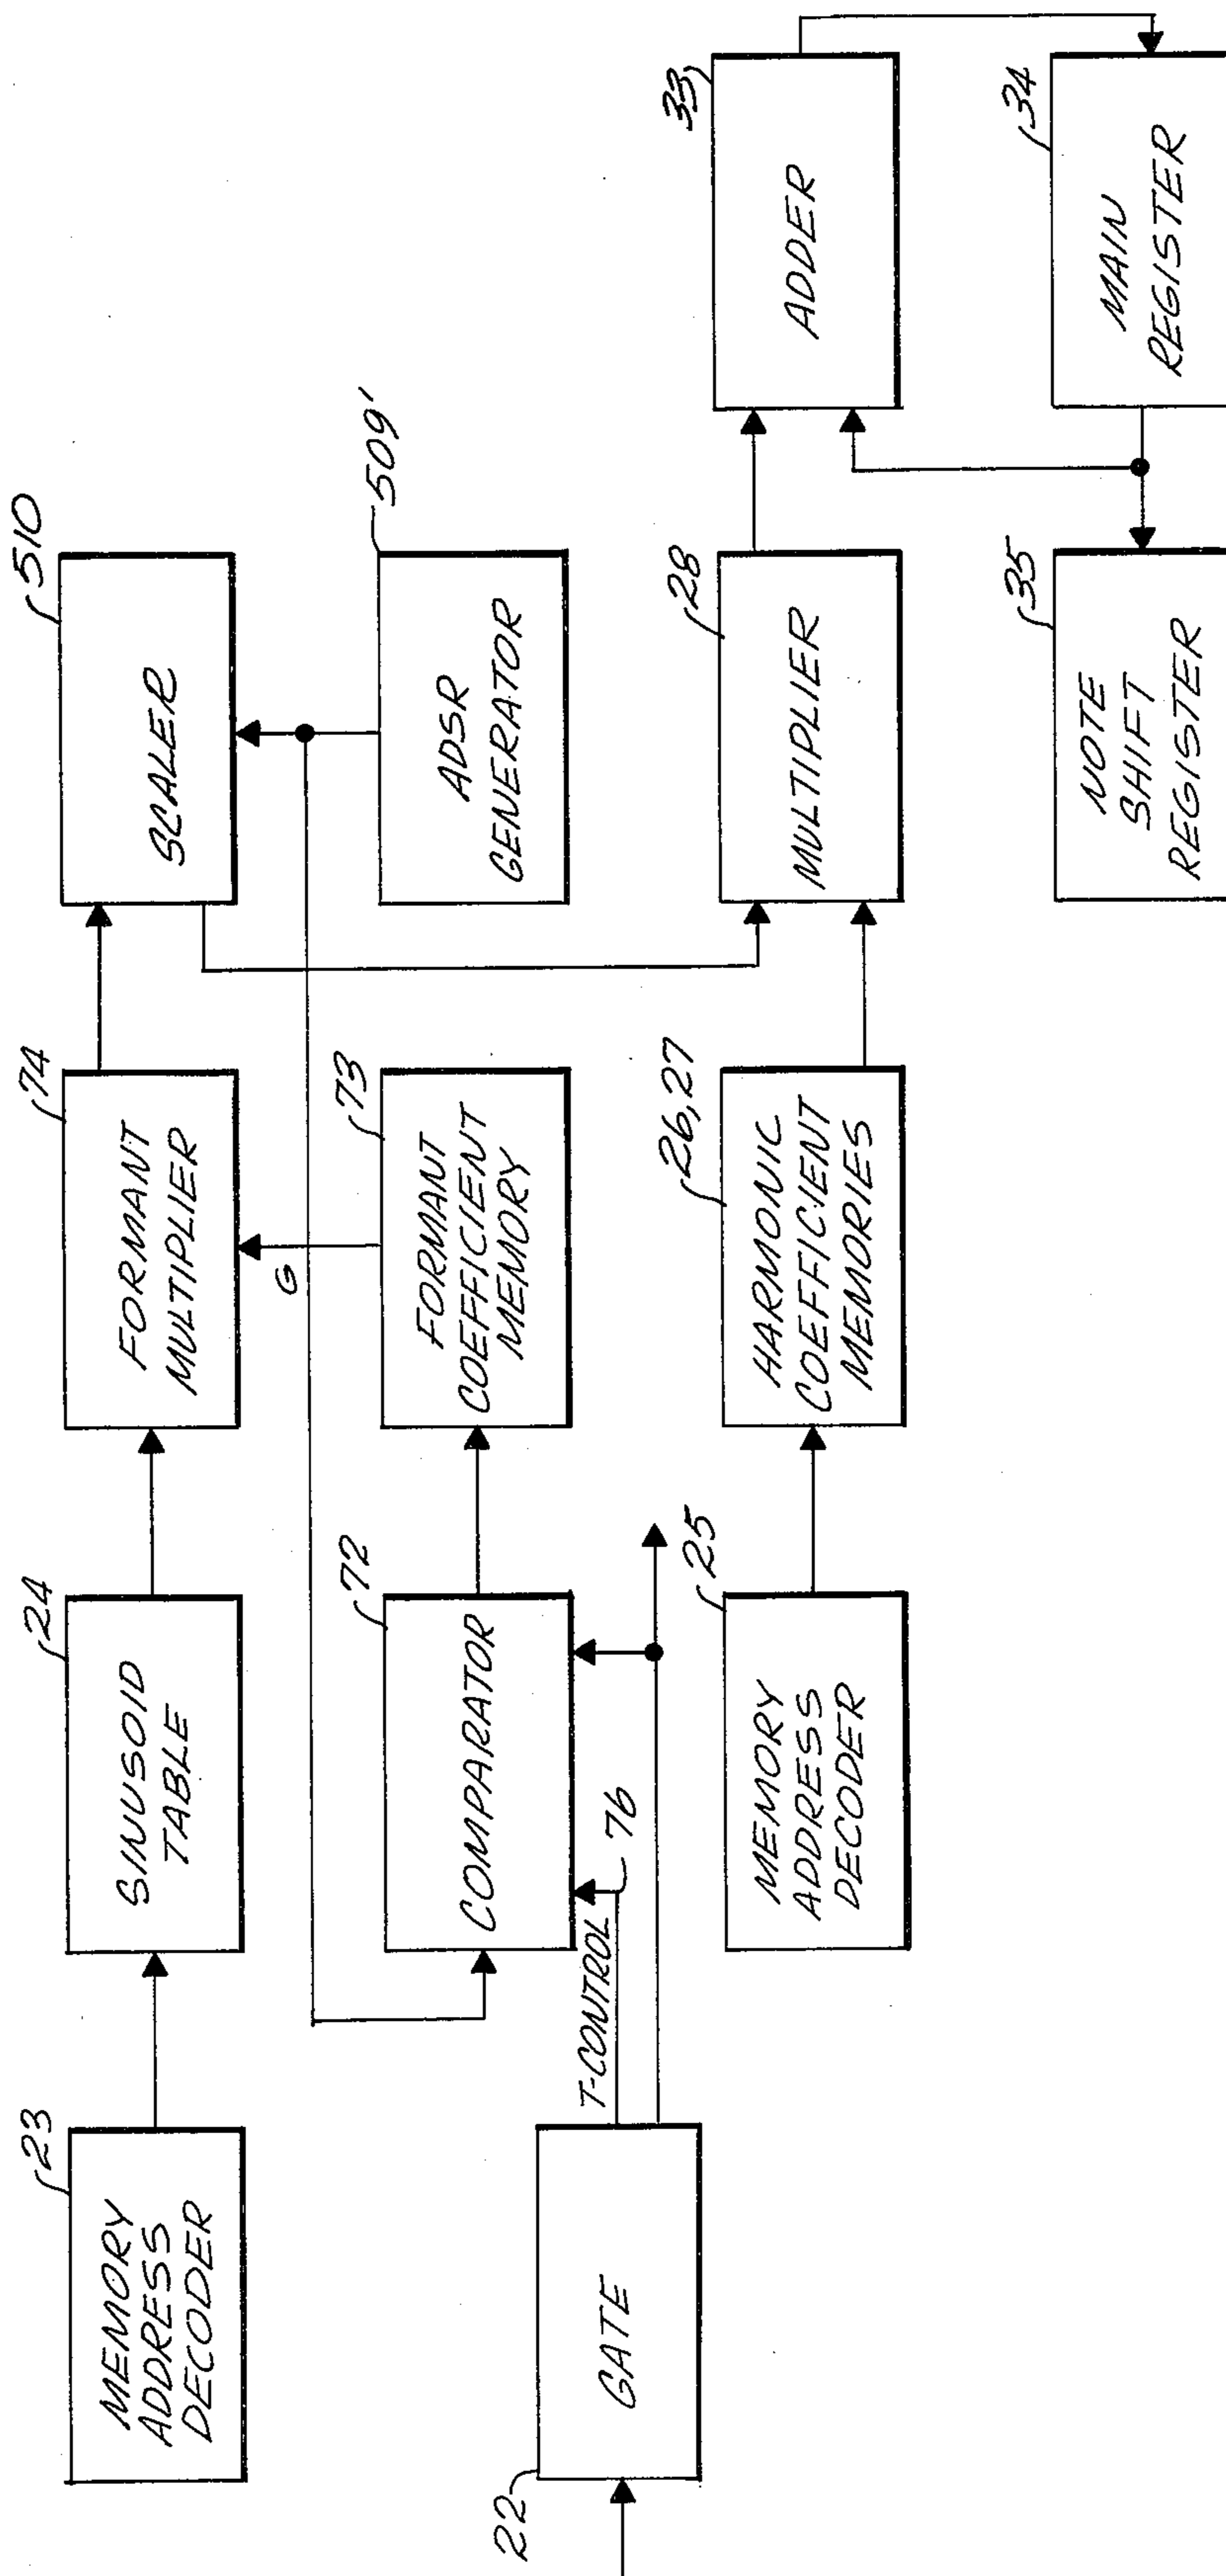 23
MEMORY
ADDRESS
DECODER
24
SINUSOID
TABLE
74
FORMANT
MULTIPLIER
510
SCALER
G
22
GATE
T-CONTROL
76
72
COMPARATOR
73
FORMANT
COEFFICIENT
MEMORY
509'
ADSR
GENERATOR
25
MEMORY
ADDRESS
DECODER
26,27
HARMONIC
COEFFICIENT
MEMORIES
28
MULTIPLIER
33
ADDER
35
NOTE
SHIFT
REGISTER
34
MAIN
REGISTER